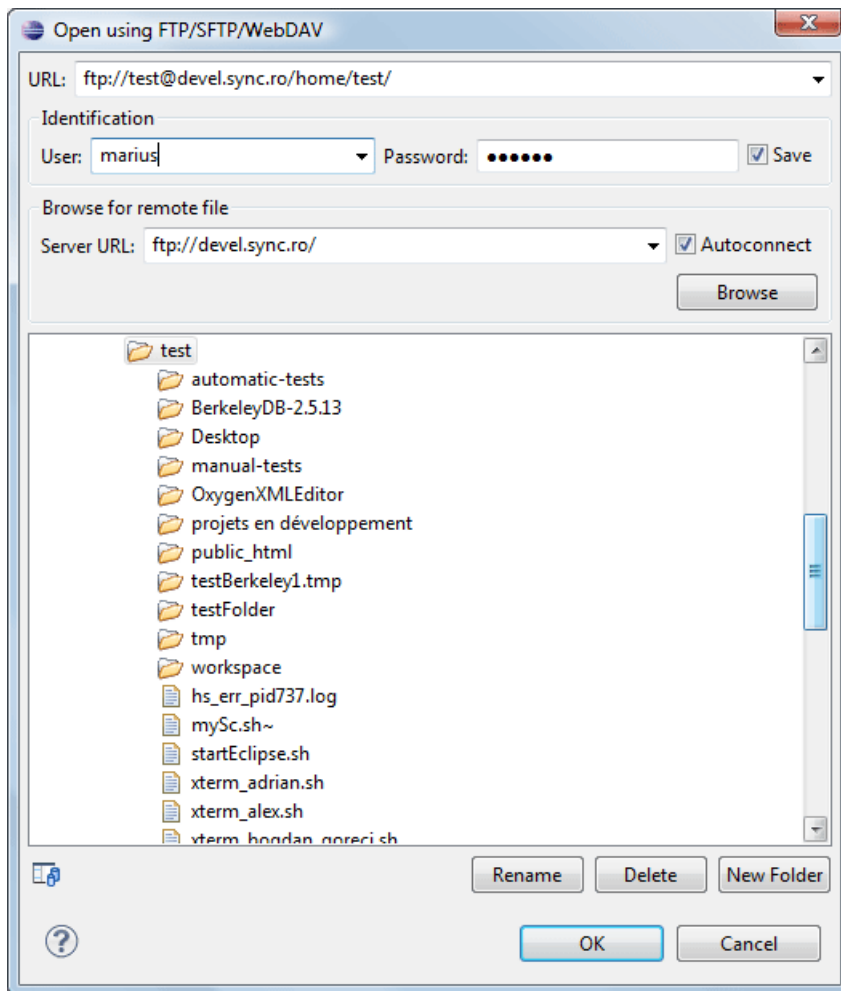 Open using FTP/SFTP/WebDAV
URL: ftp://test@devel.sync.ro/home/test/
Identification
User: marius Password: ●●●●●● Save
Browse for remote file
Server URL: ftp://devel.sync.ro/ Autoconnect
Browse
test
automatic-tests
BerkeleyDB-2.5.13
Desktop
manual-tests
OxygenXMLEditor
projets en développement
public_html
testBerkeley1.tmp
testFolder
tmp
workspace
hs_err_pid737.log
mySc.sh~
startEclipse.sh
xterm_adrian.sh
xterm_alex.sh
xterm_bogdan_goreci.sh
Rename Delete New Folder
OK Cancel